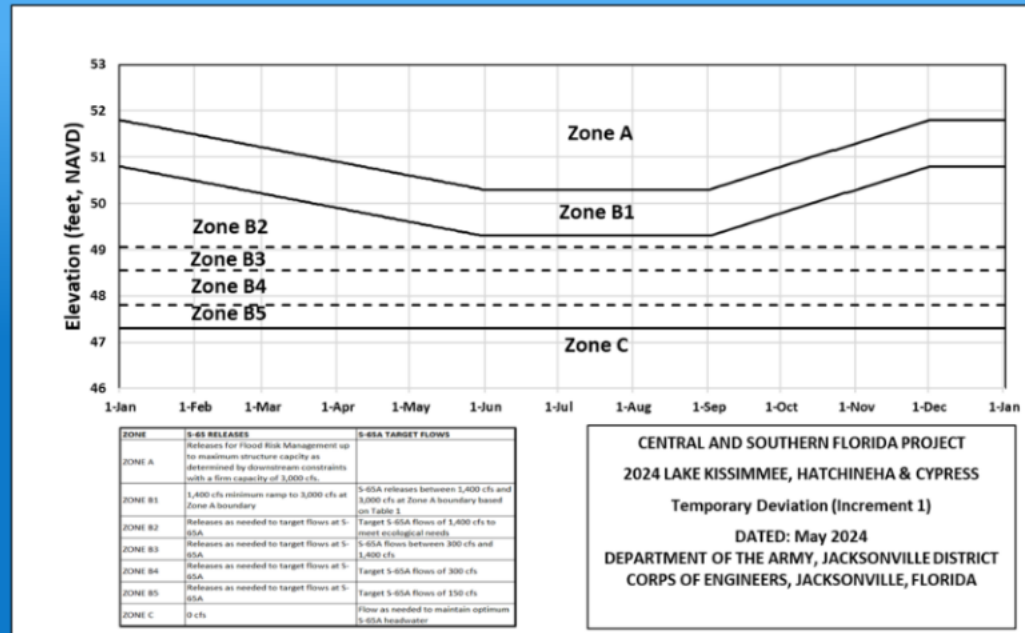 53
52
51
50
49
48
47
46
Elevation (feet, NAVD)
Zone A
Zone B1
Zone B2
Zone B3
Zone B4
Zone B5
Zone C
1-Jan 1-Feb 1-Mar 1-Apr 1-May 1-Jun 1-Jul 1-Aug 1-Sep 1-Oct 1-Nov 1-Dec 1-Jan
ZONE S-65 RELEASES S-65A TARGET FLOWS
ZONE A
Releases for Flood Risk Management up
to maximum structure capcity as
determined by downstream constraints
with a firm capacity of 3,000 cfs.
ZONE B1
1,400 cfs minimum ramp to 3,000 cfs at
Zone A boundary
S-65A releases between 1,400 cfs and
3,000 cfs at Zone A boundary based
on Table 1
ZONE B2
Releases as needed to target flows at S-
65A
Target S-65A flows of 1,400 cfs to
meet ecological needs
ZONE B3
Releases as needed to target flows at S-
65A
S-65A flows between 300 cfs and
1,400 cfs
ZONE B4
Releases as needed to target flows at S-
65A
Target S-65A flows of 300 cfs
ZONE B5
Releases as needed to target flows at S-
65A
Target S-65A flows of 150 cfs
ZONE C
0 cfs
Flow as needed to maintain optimum
S-65A headwater
CENTRAL AND SOUTHERN FLORIDA PROJECT
2024 LAKE KISSIMMEE, HATCHINEHA & CYPRESS
Temporary Deviation (Increment 1)
DATED: May 2024
DEPARTMENT OF THE ARMY, JACKSONVILLE DISTRICT
CORPS OF ENGINEERS, JACKSONVILLE, FLORIDA